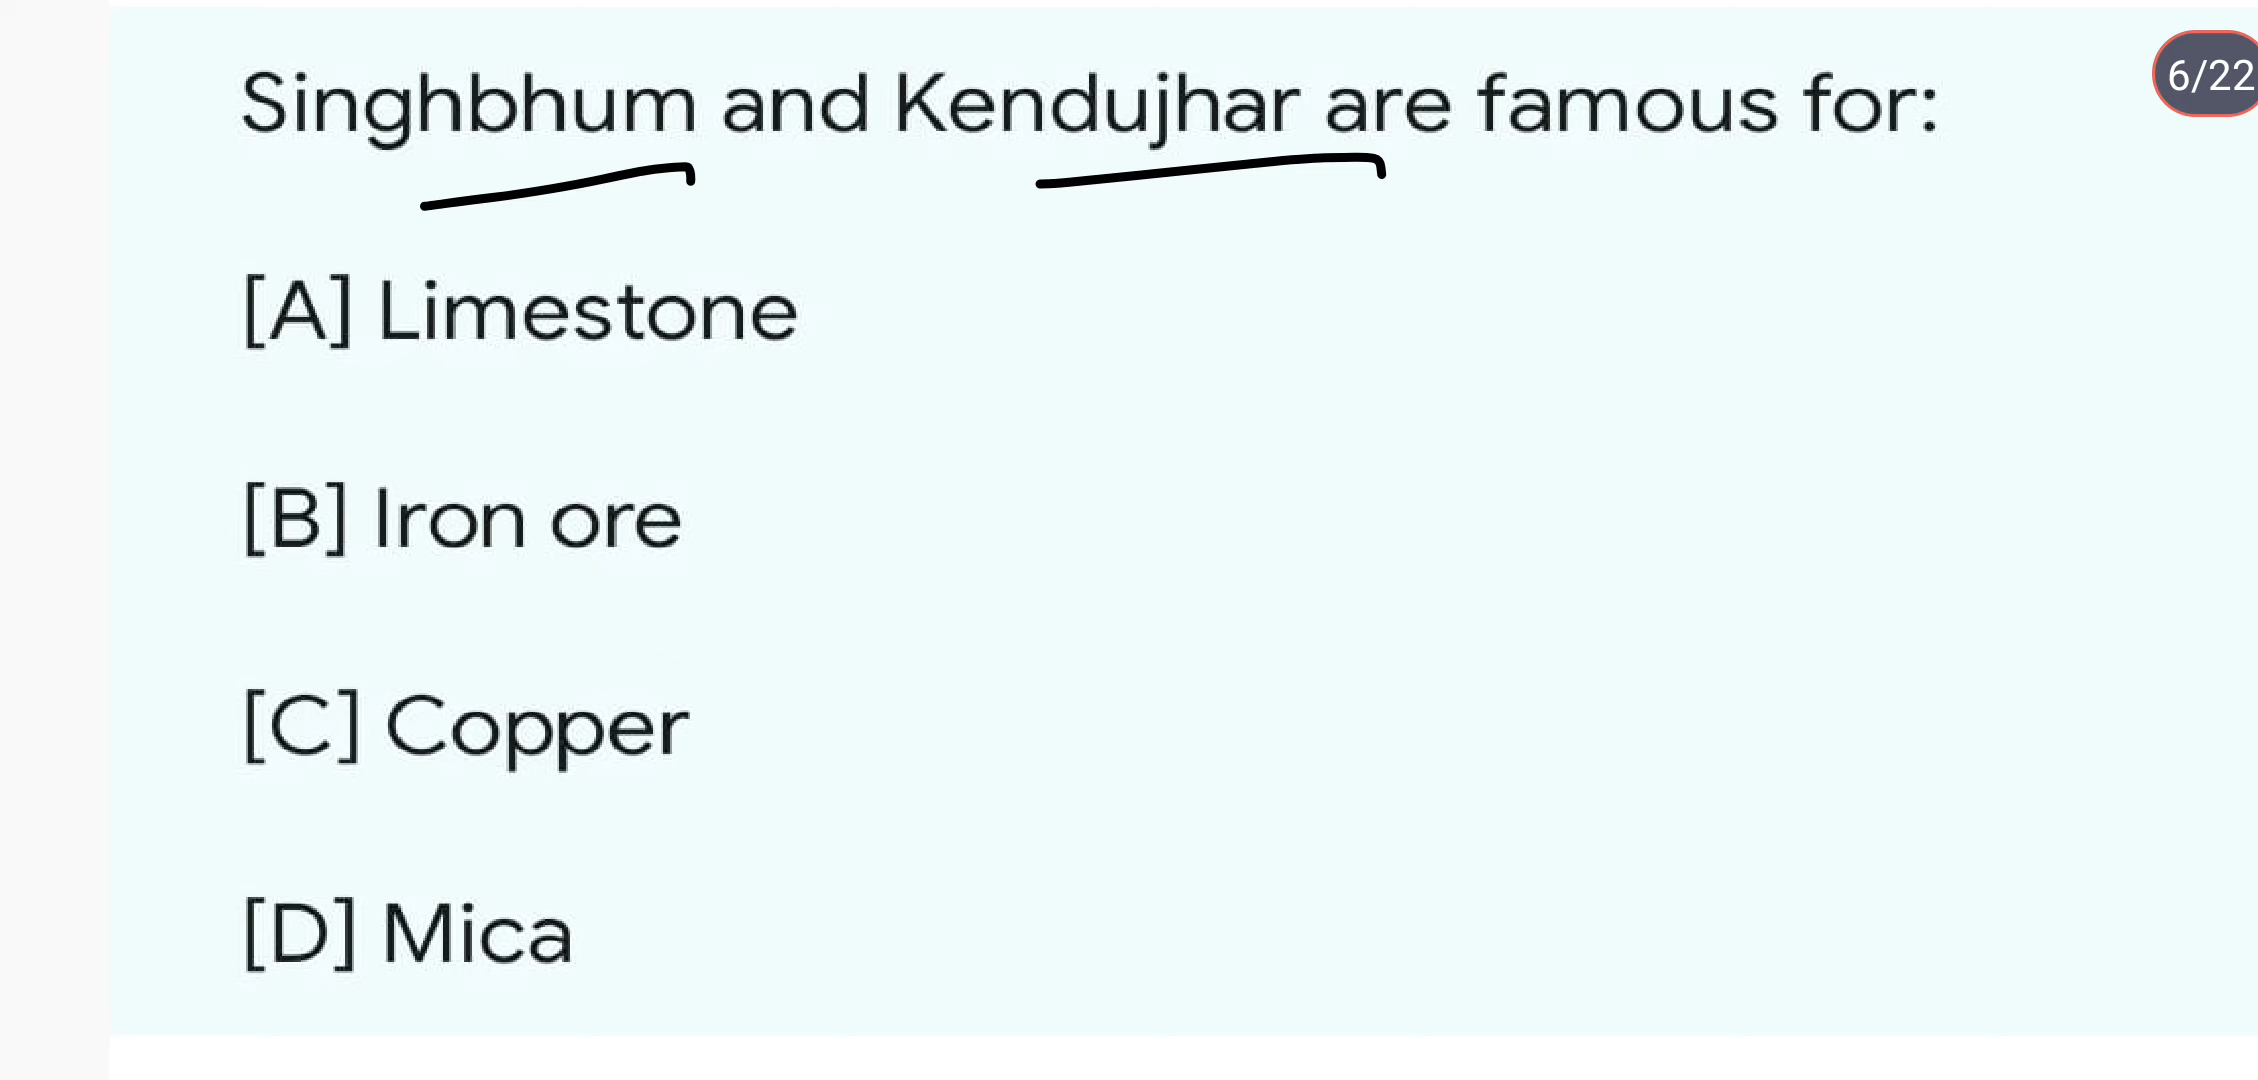 Singhbhum and Kendujhar are famous for:
6/22
[A] Limestone
[B] Iron ore
[C] Copper
[D] Mica